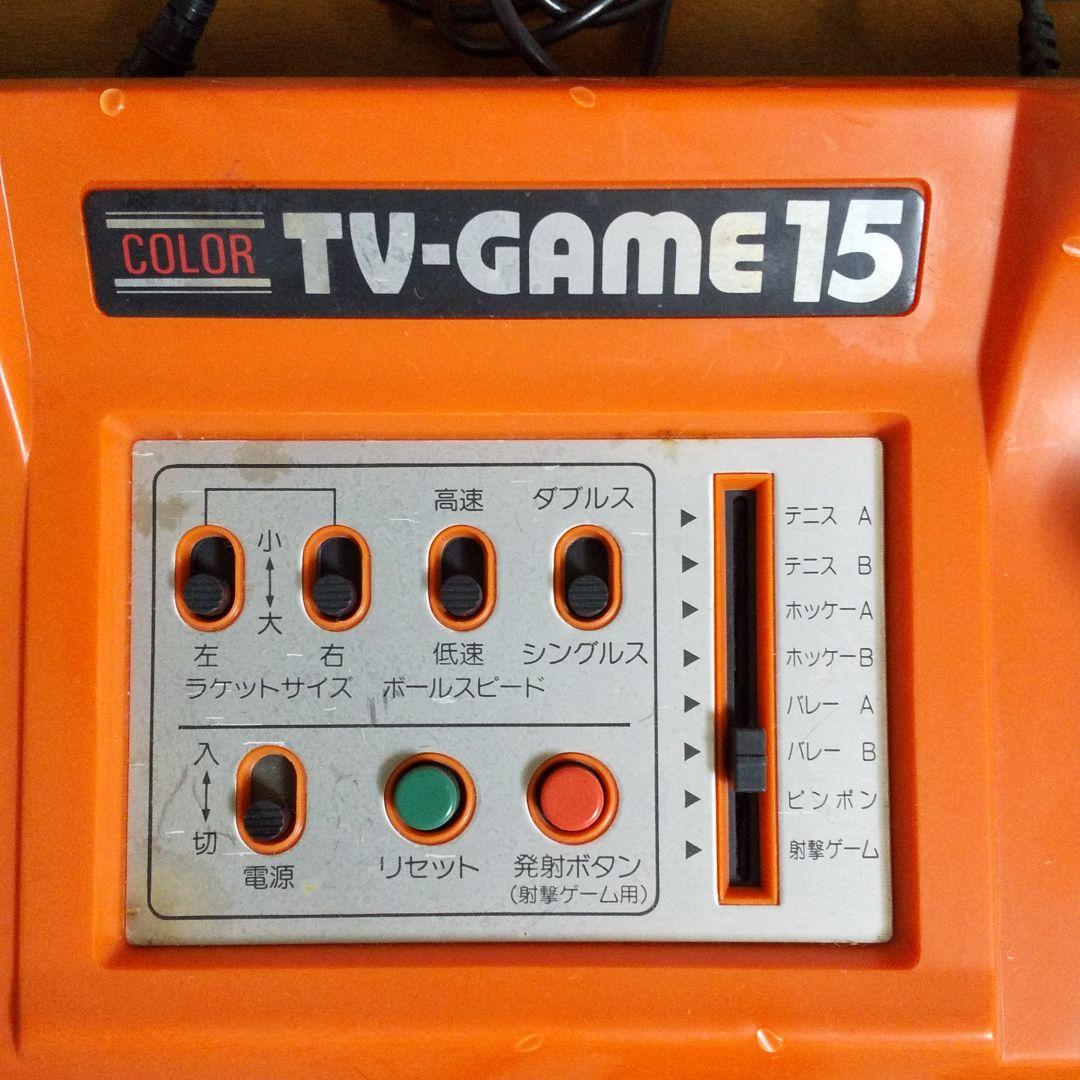 COLOR TV-GAME 15
高速 ダブルス
小
大
左 右 低速 シングルス
ラケットサイズ ボールスピード
入
切
電源 リセット 発射ボタン
(射撃ゲーム用)
テニス A
テニス B
ホッケーA
ホッケーB
バレー A
バレー B
ピンポン
射撃ゲーム